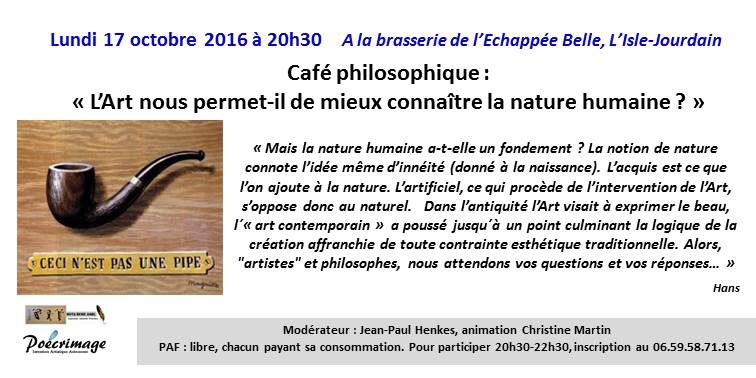 Lundi 17 octobre 2016 à 20h30 A la brasserie de l’Echappée Belle, L’Isle-Jourdain
Café philosophique :
« L’Art nous permet-il de mieux connaître la nature humaine ? »
« Mais la nature humaine a-t-elle un fondement ? La notion de nature
connote l’idée même d’innéité (donné à la naissance). L’acquis est ce que
l’on ajoute à la nature. L’artificiel, ce qui procède de l’intervention de l’Art,
s’oppose donc au naturel. Dans l’antiquité l’Art visait à exprimer le beau,
l´« art contemporain » a poussé jusqu´à un point culminant la logique de la
création affranchie de toute contrainte esthétique traditionnelle. Alors,
"artistes" et philosophes, nous attendons vos questions et vos réponses… »
Hans
CECI N'EST PAS UNE PIPE
Magritte
Poécrimage
Modérateur : Jean-Paul Henkes, animation Christine Martin
PAF : libre, chacun payant sa consommation. Pour participer 20h30-22h30, inscription au 06.59.58.71.13